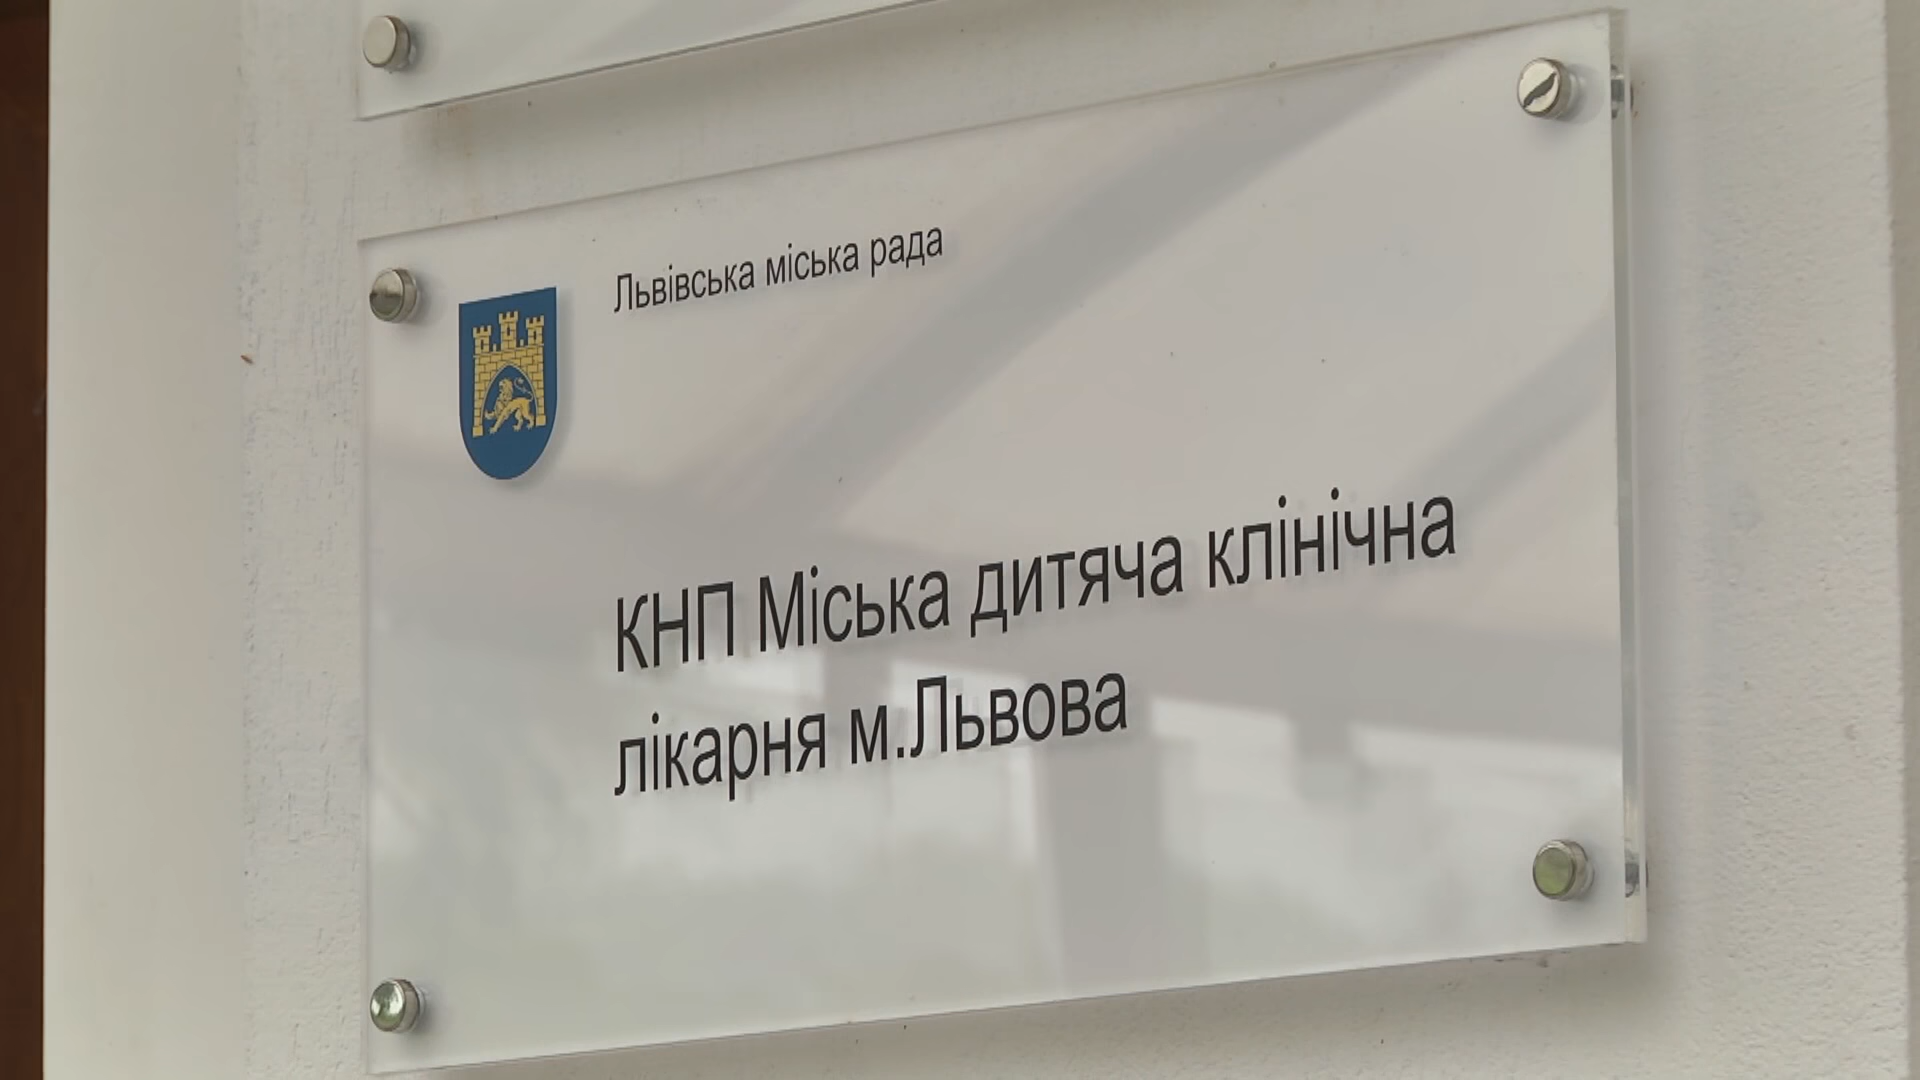 Львівська міська рада
КНП Міська дитяча клінічна
лікарня м.Львова